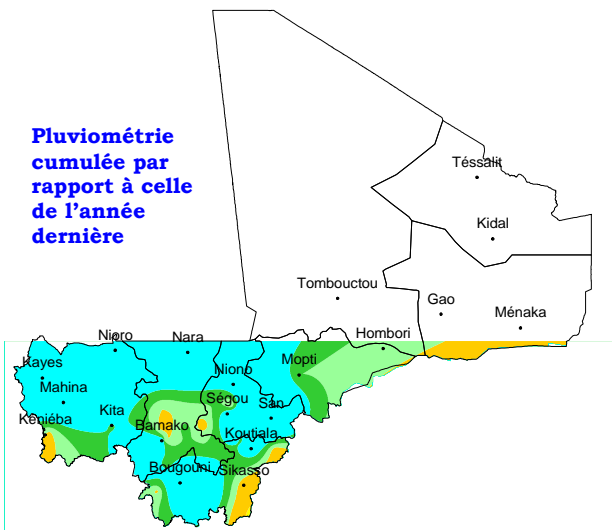 Pluviométrie
cumulée par
rapport à celle
de l'année
dernière
Téssalit
Kidal
Tombouctou
Gao
Ménaka
Hombori
Nioro
Nara
Mopti
Kayes
Niono
Mahina
Ségou
San
Kéniéba
Kita
Bamako
Koutiala
Bougouni
Sikasso